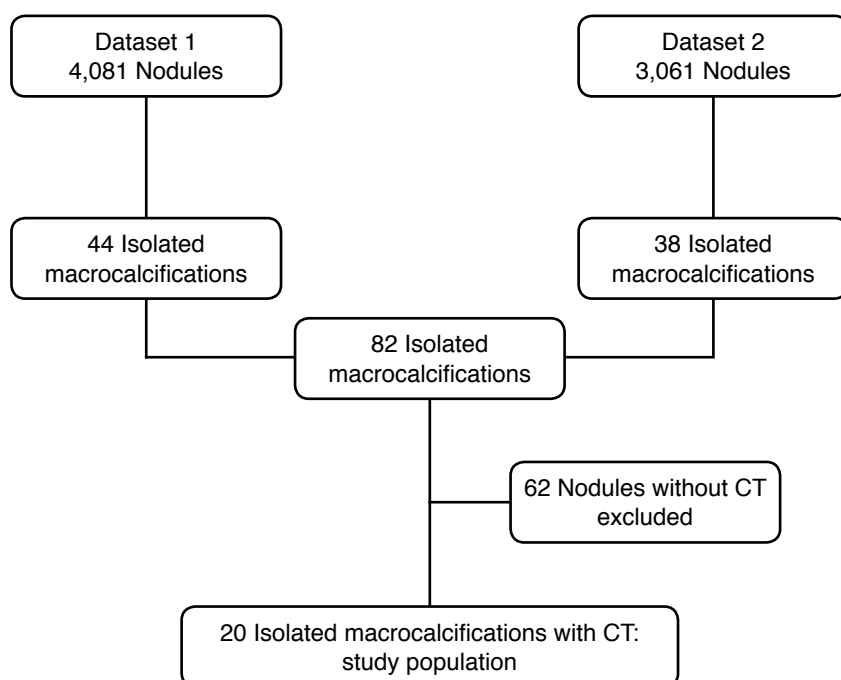 Dataset 1
4,081 Nodules
Dataset 2
3,061 Nodules
44 Isolated
macrocalcifications
38 Isolated
macrocalcifications
82 Isolated
macrocalcifications
62 Nodules without CT
excluded
20 Isolated macrocalcifications with CT:
study population